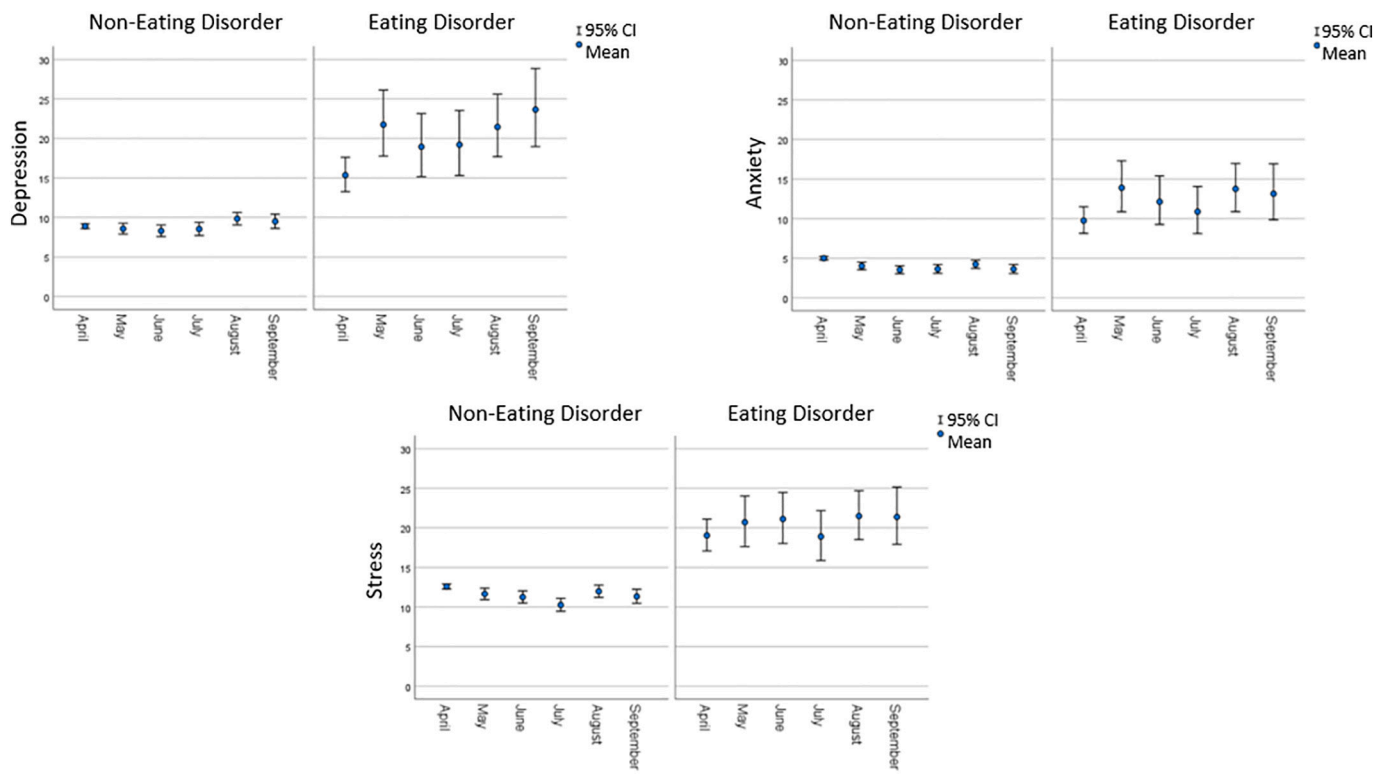 Non-Eating Disorder
Eating Disorder
95% CI
Mean
Depression
30
25
20
15
10
5
0
April
May
June
July
August
September
April
May
June
July
August
September
Non-Eating Disorder
Eating Disorder
95% CI
Mean
Anxiety
30
25
20
15
10
5
0
April
May
June
July
August
September
April
May
June
July
August
September
Non-Eating Disorder
Eating Disorder
95% CI
Mean
Stress
30
25
20
15
10
5
0
April
May
June
July
August
September
April
May
June
July
August
September